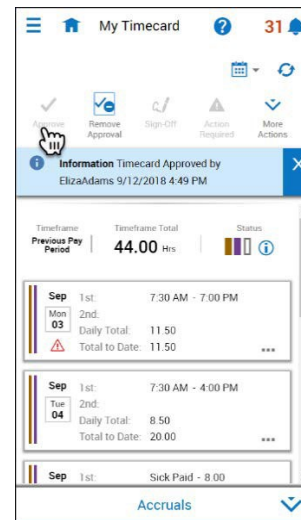 My Timecard ? 31
Approve Remove Approval Sign-Off Action Required More Actions
Information Timecard Approved by
ElizaAdams 9/12/2018 4:49 PM
X
Timeframe Timeframe Total Status
Previous Pay Period 44.00 Hrs
Sep 1st: 7:30 AM - 7:00 PM
Mon 2nd:
03 Daily Total: 11.50
Total to Date: 11.50
Sep 1st: 7:30 AM - 4:00 PM
Tue 2nd:
04 Daily Total: 8.50
Total to Date: 20.00
Sep 1st: Sick Paid - 8.00
Accruals